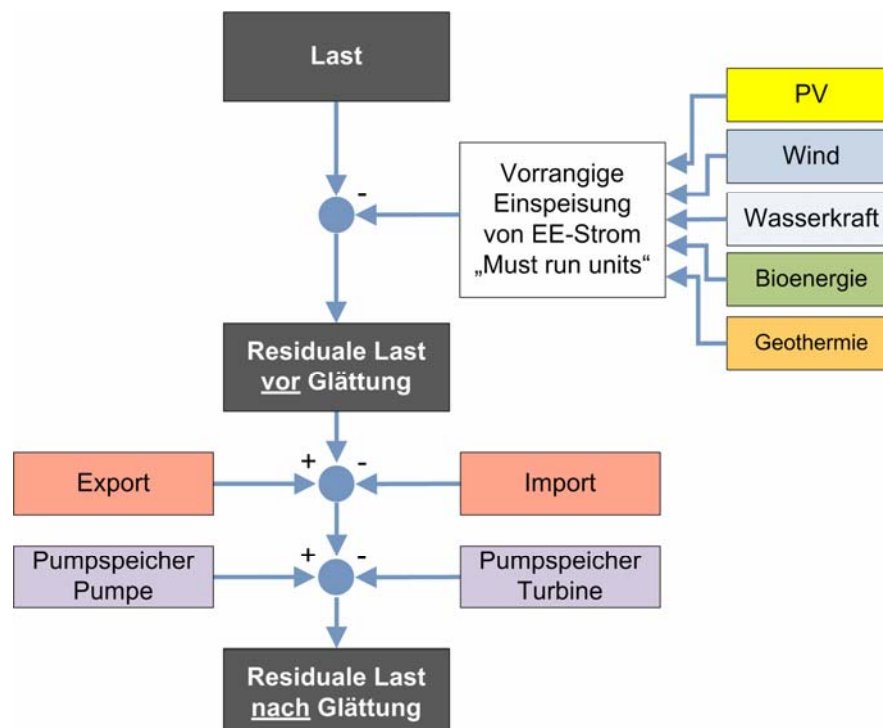 Last
PV
Wind
Wasserkraft
Bioenergie
Geothermie
Vorrangige
Einspeisung
von EE-Strom
„Must run units“
-
Residuale Last
vor Glättung
+ -
Export
Import
+ -
Pumpspeicher
Pumpe
Pumpspeicher
Turbine
Residuale Last
nach Glättung